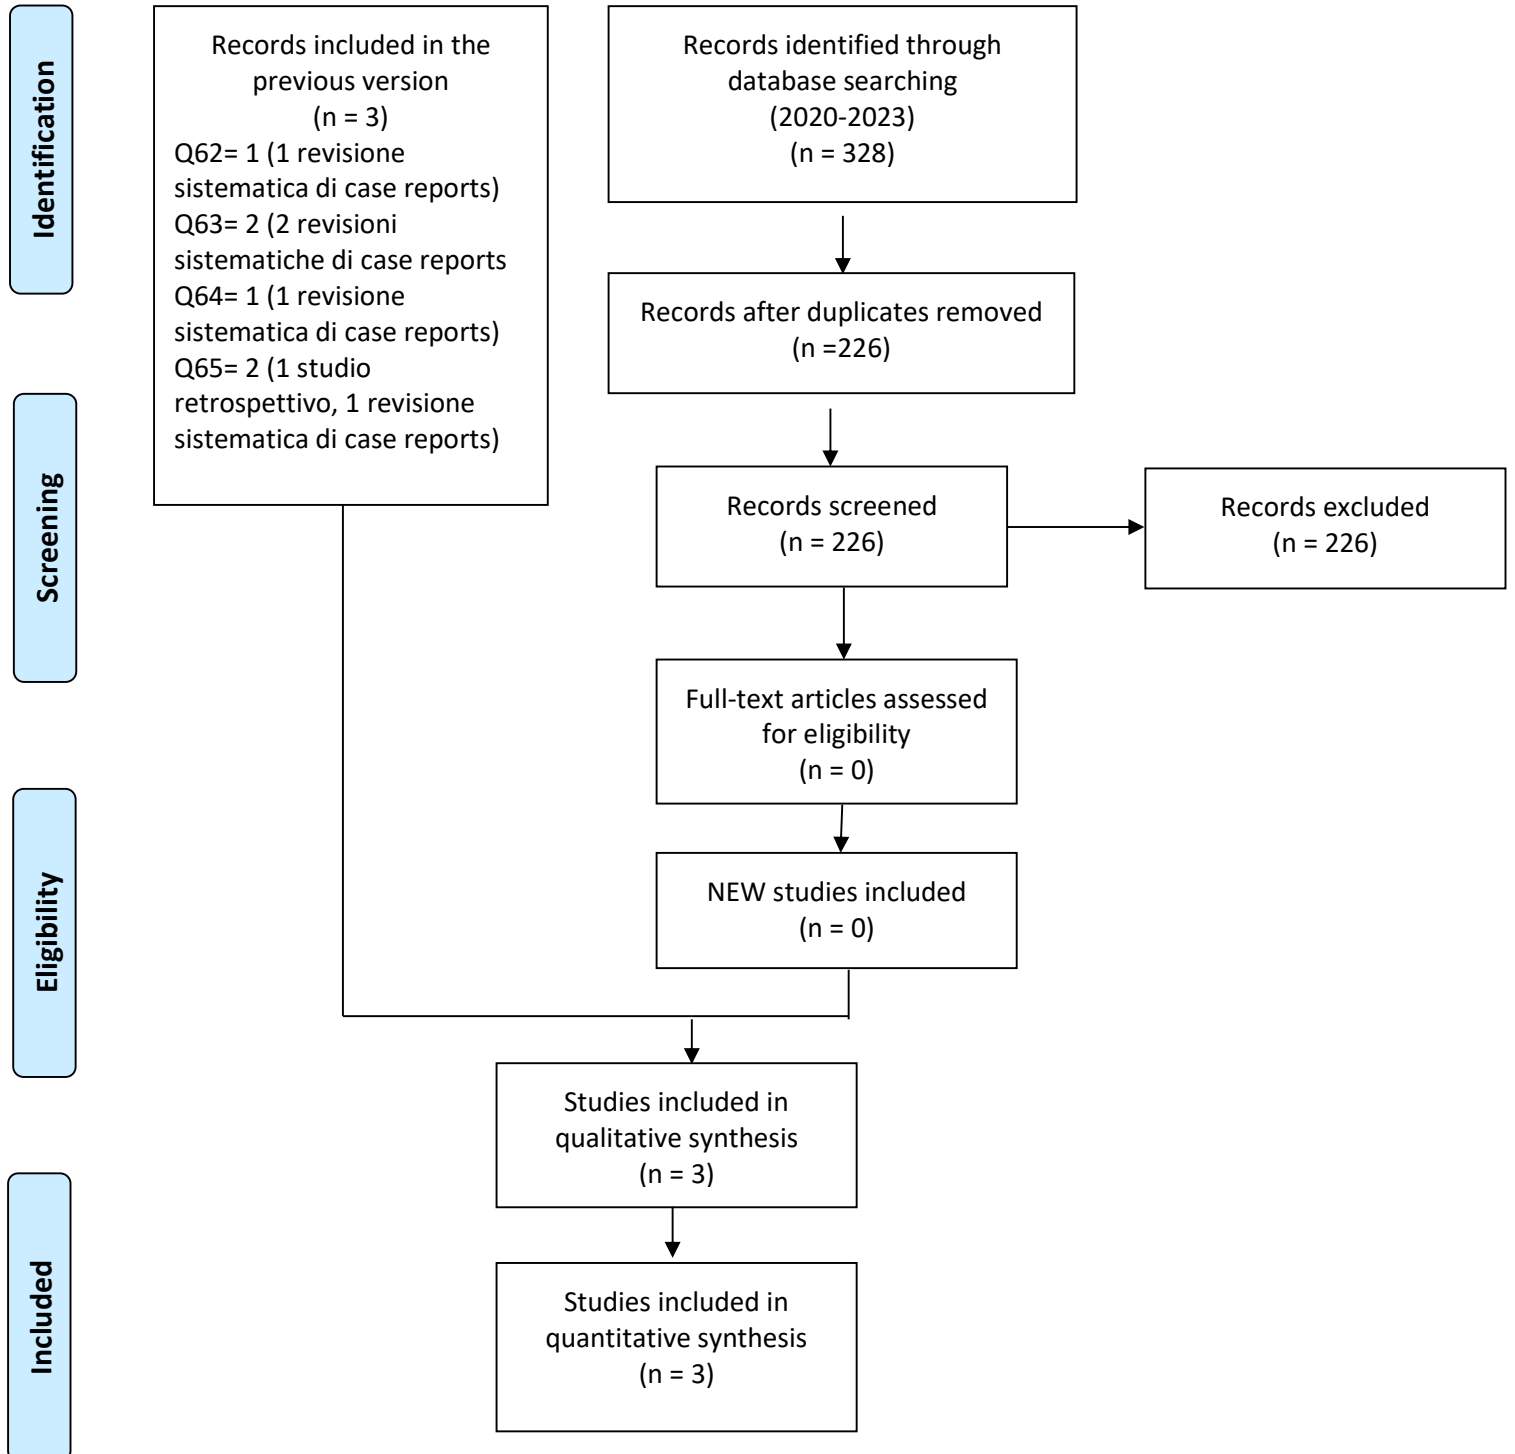 Identification
Records included in the
previous version
(n = 3)
Q62= 1 (1 revisione
sistematica di case reports)
Q63= 2 (2 revisioni
sistematiche di case reports
Q64= 1 (1 revisione
sistematica di case reports)
Q65= 2 (1 studio
retrospettivo, 1 revisione
sistematica di case reports)
Records identified through
database searching
(2020-2023)
(n = 328)
Records after duplicates removed
(n =226)
Screening
Records screened
(n = 226)
Records excluded
(n = 226)
Full-text articles assessed
for eligibility
(n = 0)
Eligibility
NEW studies included
(n = 0)
Studies included in
qualitative synthesis
(n = 3)
Included
Studies included in
quantitative synthesis
(n = 3)